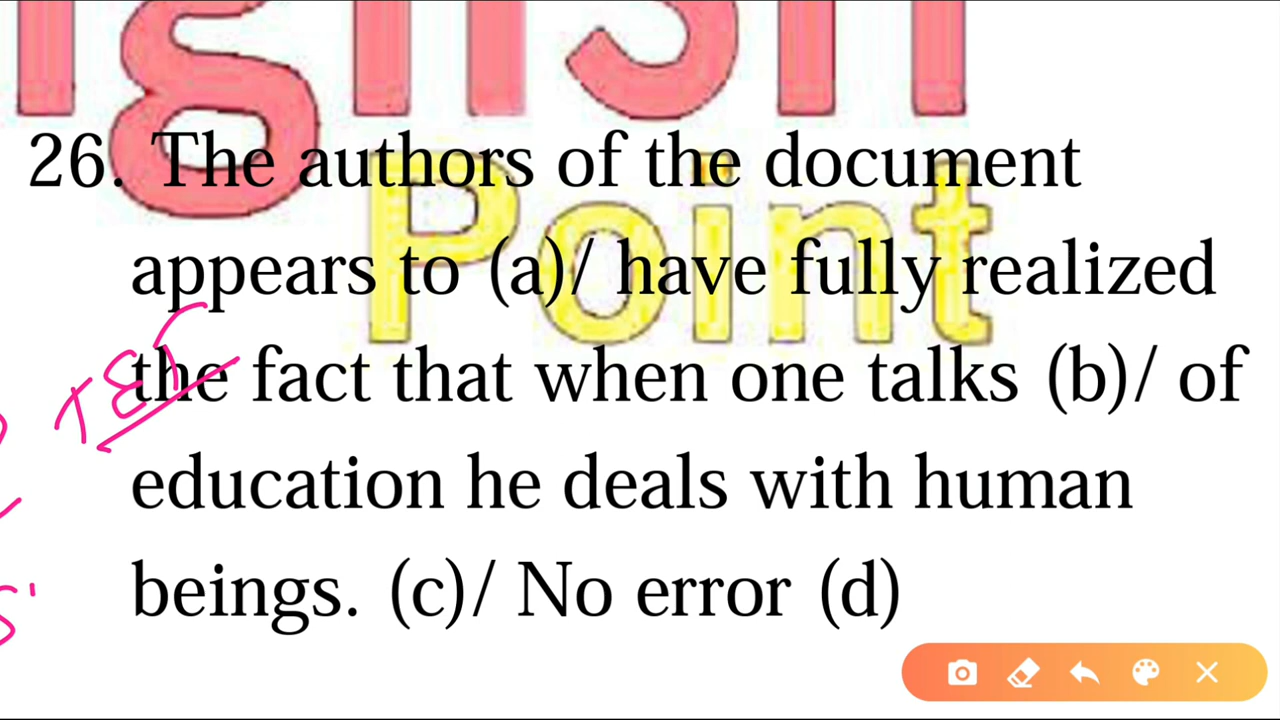 26. The authors of the document
appears to (a)/ have fully realized
the fact that when one talks (b)/ of
education he deals with human
beings. (c)/ No error (d)
Point